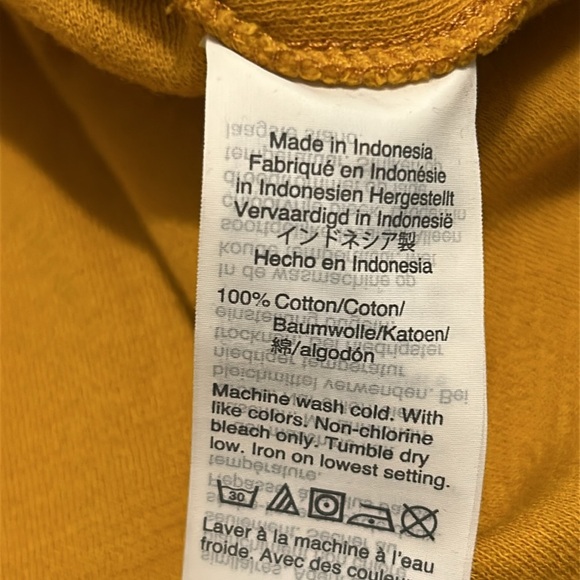 Made in Indonesia
Fabriqué en Indonésie
in Indonesien Hergestellt
Vervaardigd in Indonesië
インドネシア製
Hecho en Indonesia
100% Cotton/Coton/
Baumwolle/Katoen/
綿/algodón
Machine wash cold. With
like colors. Non-chlorine
bleach only. Tumble dry
low. Iron on lowest setting.
30
Laver à la machine à l'eau
froide. Avec des